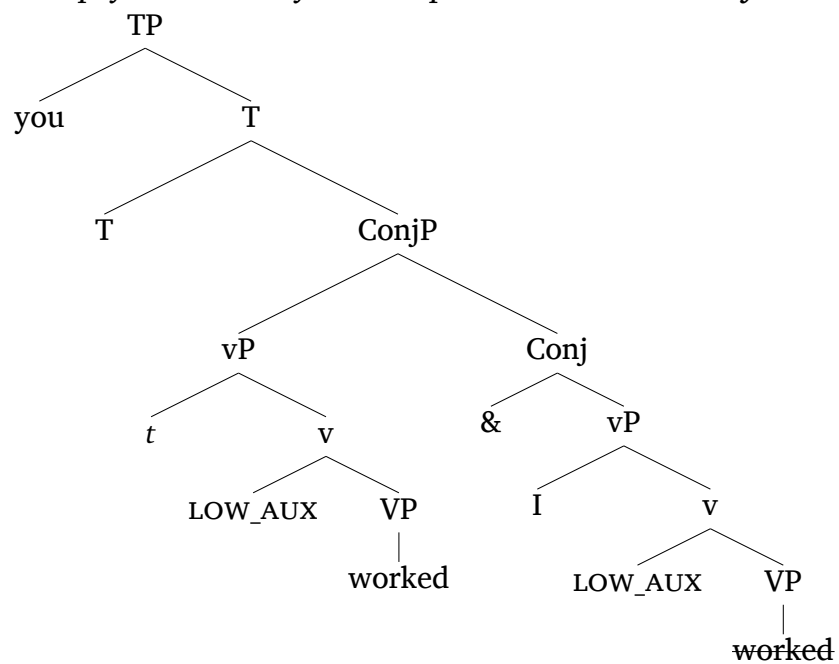 TP
you T
T ConjP
vP Conj
t v & vP
LOW_AUX VP I v
worked LOW_AUX VP
worked